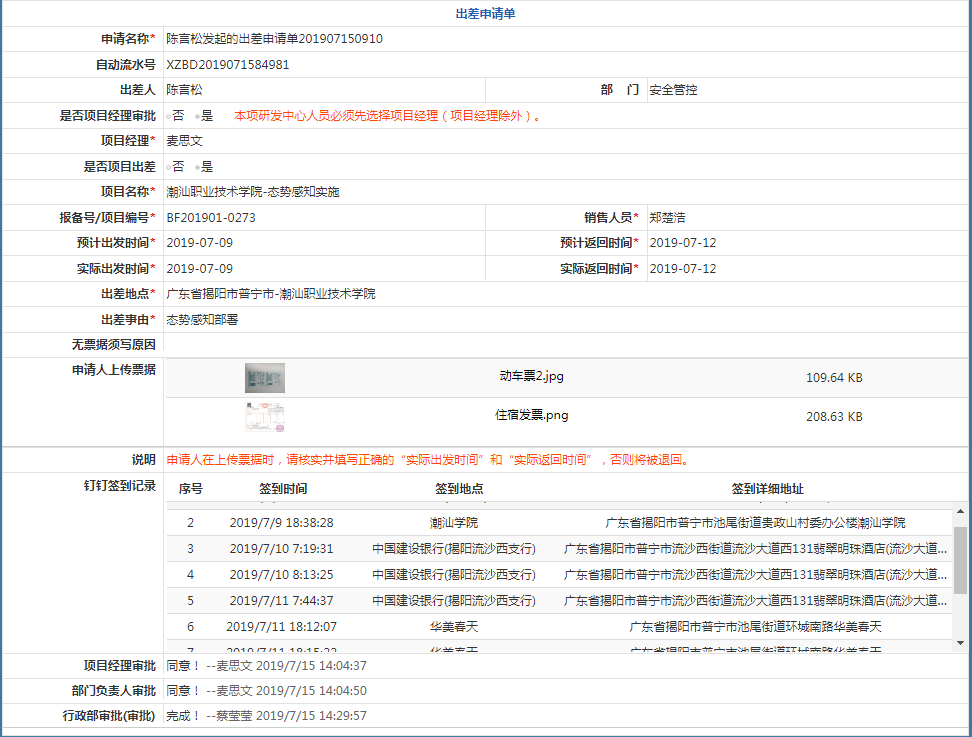 出差申请单
申请名称* 陈言松发起的出差申请单201907150910
自动流水号 XZBD2019071584981
出差人 陈言松 部 门 安全管控
是否项目经理审批 否 是 本项研发中心人员必须先选择项目经理（项目经理除外）。
项目经理* 麦思文
是否项目出差 否 是
项目名称* 潮汕职业技术学院-态势感知实施
报备号/项目编号* BF201901-0273 销售人员* 郑楚浩
预计出发时间* 2019-07-09 预计返回时间* 2019-07-12
实际出发时间* 2019-07-09 实际返回时间* 2019-07-12
出差地点* 广东省揭阳市普宁市-潮汕职业技术学院
出差事由* 态势感知部署
无票据须写原因
申请人上传票据 动车票2.jpg 109.64 KB
住宿发票.png 208.63 KB
说明 申请人在上传票据时，请核实并填写正确的“实际出发时间”和“实际返回时间”，否则将被退回。
钉钉签到记录 序号 签到时间 签到地点 签到详细地址
2 2019/7/9 18:38:28 潮汕学院 广东省揭阳市普宁市池尾街道贵政山村委办公楼潮汕学院
3 2019/7/10 7:19:31 中国建设银行(揭阳流沙西支行) 广东省揭阳市普宁市流沙西街道流沙大道西131翡翠明珠酒店(流沙大道...
4 2019/7/10 8:13:25 中国建设银行(揭阳流沙西支行) 广东省揭阳市普宁市流沙西街道流沙大道西131翡翠明珠酒店(流沙大道...
5 2019/7/11 7:44:37 中国建设银行(揭阳流沙西支行) 广东省揭阳市普宁市流沙西街道流沙大道西131翡翠明珠酒店(流沙大道...
6 2019/7/11 18:12:07 华美春天 广东省揭阳市普宁市池尾街道环城南路华美春天
7 2019/7/11 18:15:22 华美春天 广东省揭阳市普宁市池尾街道环城南路华美春天
项目经理审批 同意！ --麦思文 2019/7/15 14:04:37
部门负责人审批 同意！ --麦思文 2019/7/15 14:04:50
行政部审批(审批) 完成！ --蔡莹莹 2019/7/15 14:29:57